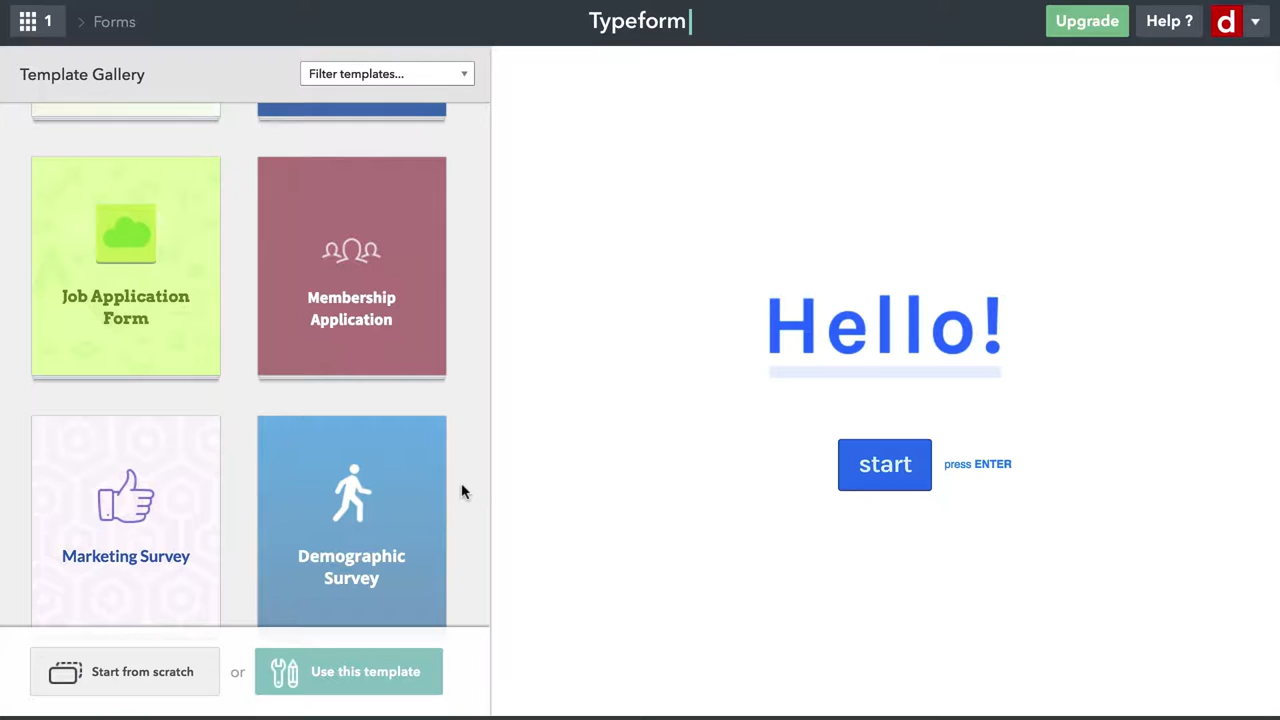 1 > Forms
Typeform
Upgrade
Help ?
d
Template Gallery
Filter templates...
Job Application
Form
Membership
Application
Marketing Survey
Demographic
Survey
Hello!
start
press ENTER
Start from scratch
or
Use this template